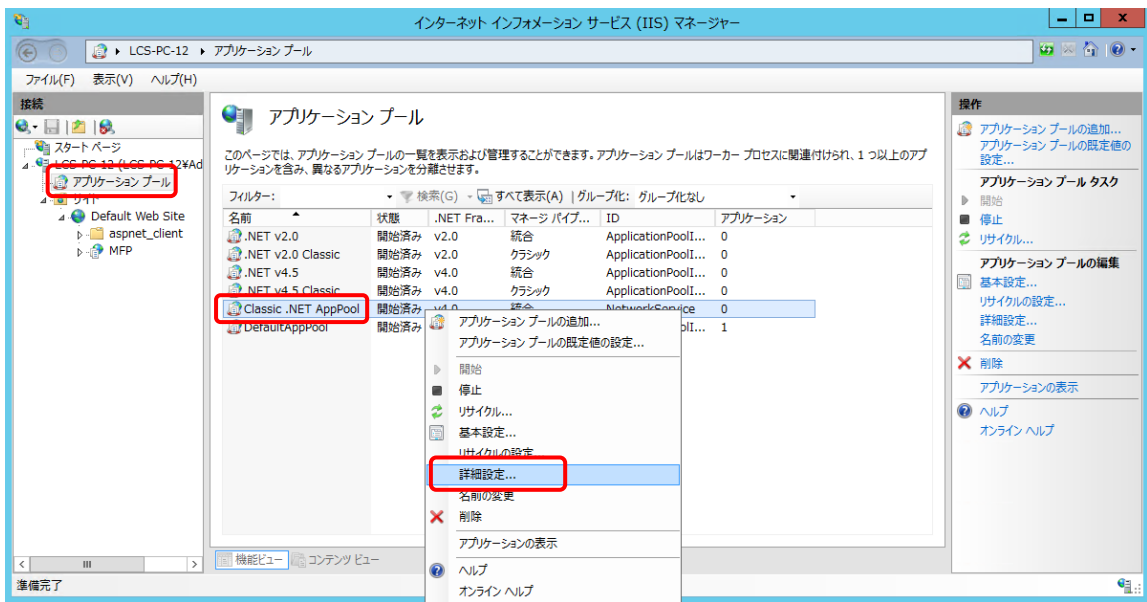 インターネット インフォメーション サービス (IIS) マネージャー
LCS-PC-12
アプリケーション プール
ファイル(F) 表示(V) ヘルプ(H)
接続
スタート ページ
LCS-PC-12 (LCS-PC-12¥Ad
アプリケーション プール
サイト
Default Web Site
aspnet_client
MFP
アプリケーション プール
このページでは、アプリケーション プールの一覧を表示および管理することができます。アプリケーション プールはワーカー プロセスに関連付けられ、1 つ以上のアプ
リケーションを含み、異なるアプリケーションを分離させます。
フィルター: 検索(G) すべて表示(A) グループ化: グループ化なし
名前 状態 .NET Fra... マネージ パイプ... ID アプリケーション
.NET v2.0 開始済み v2.0 統合 ApplicationPoolI... 0
.NET v2.0 Classic 開始済み v2.0 クラシック ApplicationPoolI... 0
.NET v4.5 開始済み v4.0 統合 ApplicationPoolI... 0
.NET v4.5 Classic 開始済み v4.0 クラシック ApplicationPoolI... 0
Classic .NET AppPool 開始済み v4.0 統合 NetworkService 0
DefaultAppPool 開始済み olI... 1
アプリケーション プールの追加...
アプリケーション プールの既定値の設定...
開始
停止
リサイクル...
基本設定...
リサイクルの設定
詳細設定...
名前の変更
削除
アプリケーションの表示
ヘルプ
オンライン ヘルプ
機能ビュー コンテンツ ビュー
操作
アプリケーション プールの追加...
アプリケーション プールの既定値の
設定...
アプリケーション プール タスク
開始
停止
リサイクル...
アプリケーション プールの編集
基本設定...
リサイクルの設定...
詳細設定...
名前の変更
削除
アプリケーションの表示
ヘルプ
オンライン ヘルプ
準備完了